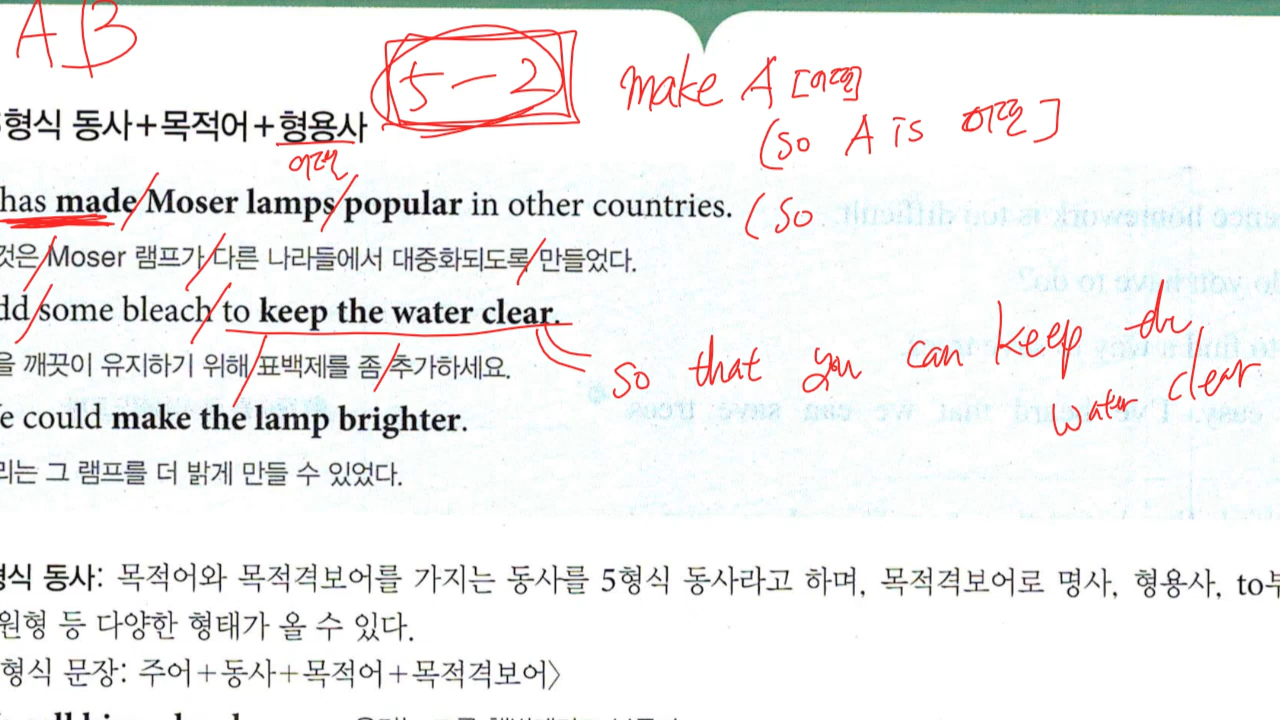 A B
5-2
make A [어떤]
(so A is 어떤]
형식 동사+목적어+형용사
어떤
has made Moser lamps popular in other countries.
(so
것은 Moser 램프가 다른 나라들에서 대중화되도록 만들었다.
dd some bleach to keep the water clear.
so that you can keep the
water clear
을 깨끗이 유지하기 위해 표백제를 좀 추가하세요.
e could make the lamp brighter.
리는 그 램프를 더 밝게 만들 수 있었다.
형식 동사: 목적어와 목적격보어를 가지는 동사를 5형식 동사라고 하며, 목적격보어로 명사, 형용사, to부
원형 등 다양한 형태가 올 수 있다.
형식 문장: 주어+동사+목적어+목적격보어〉